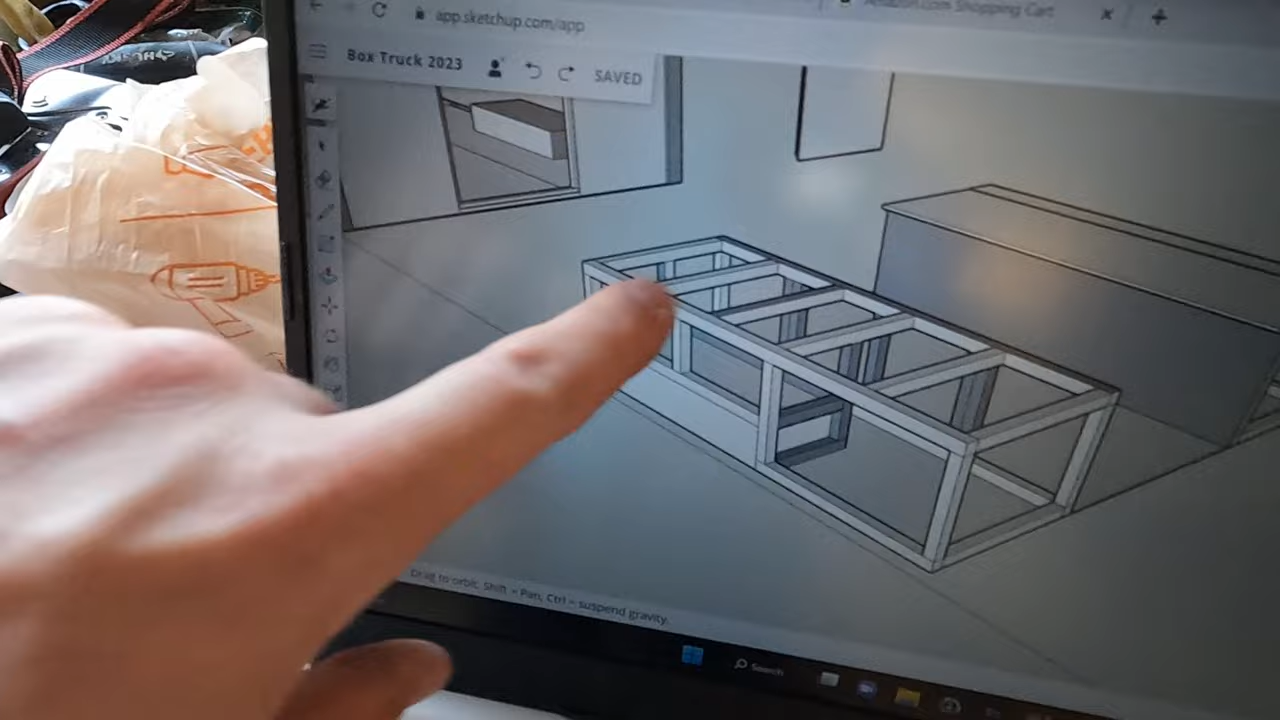 Amazon.com Shopping Cart
app.sketchup.com/app
Box Truck 2023
SAVED
HUSKY
Drag to orbit. Shift = Pan, Ctrl = suspend gravity.
Search